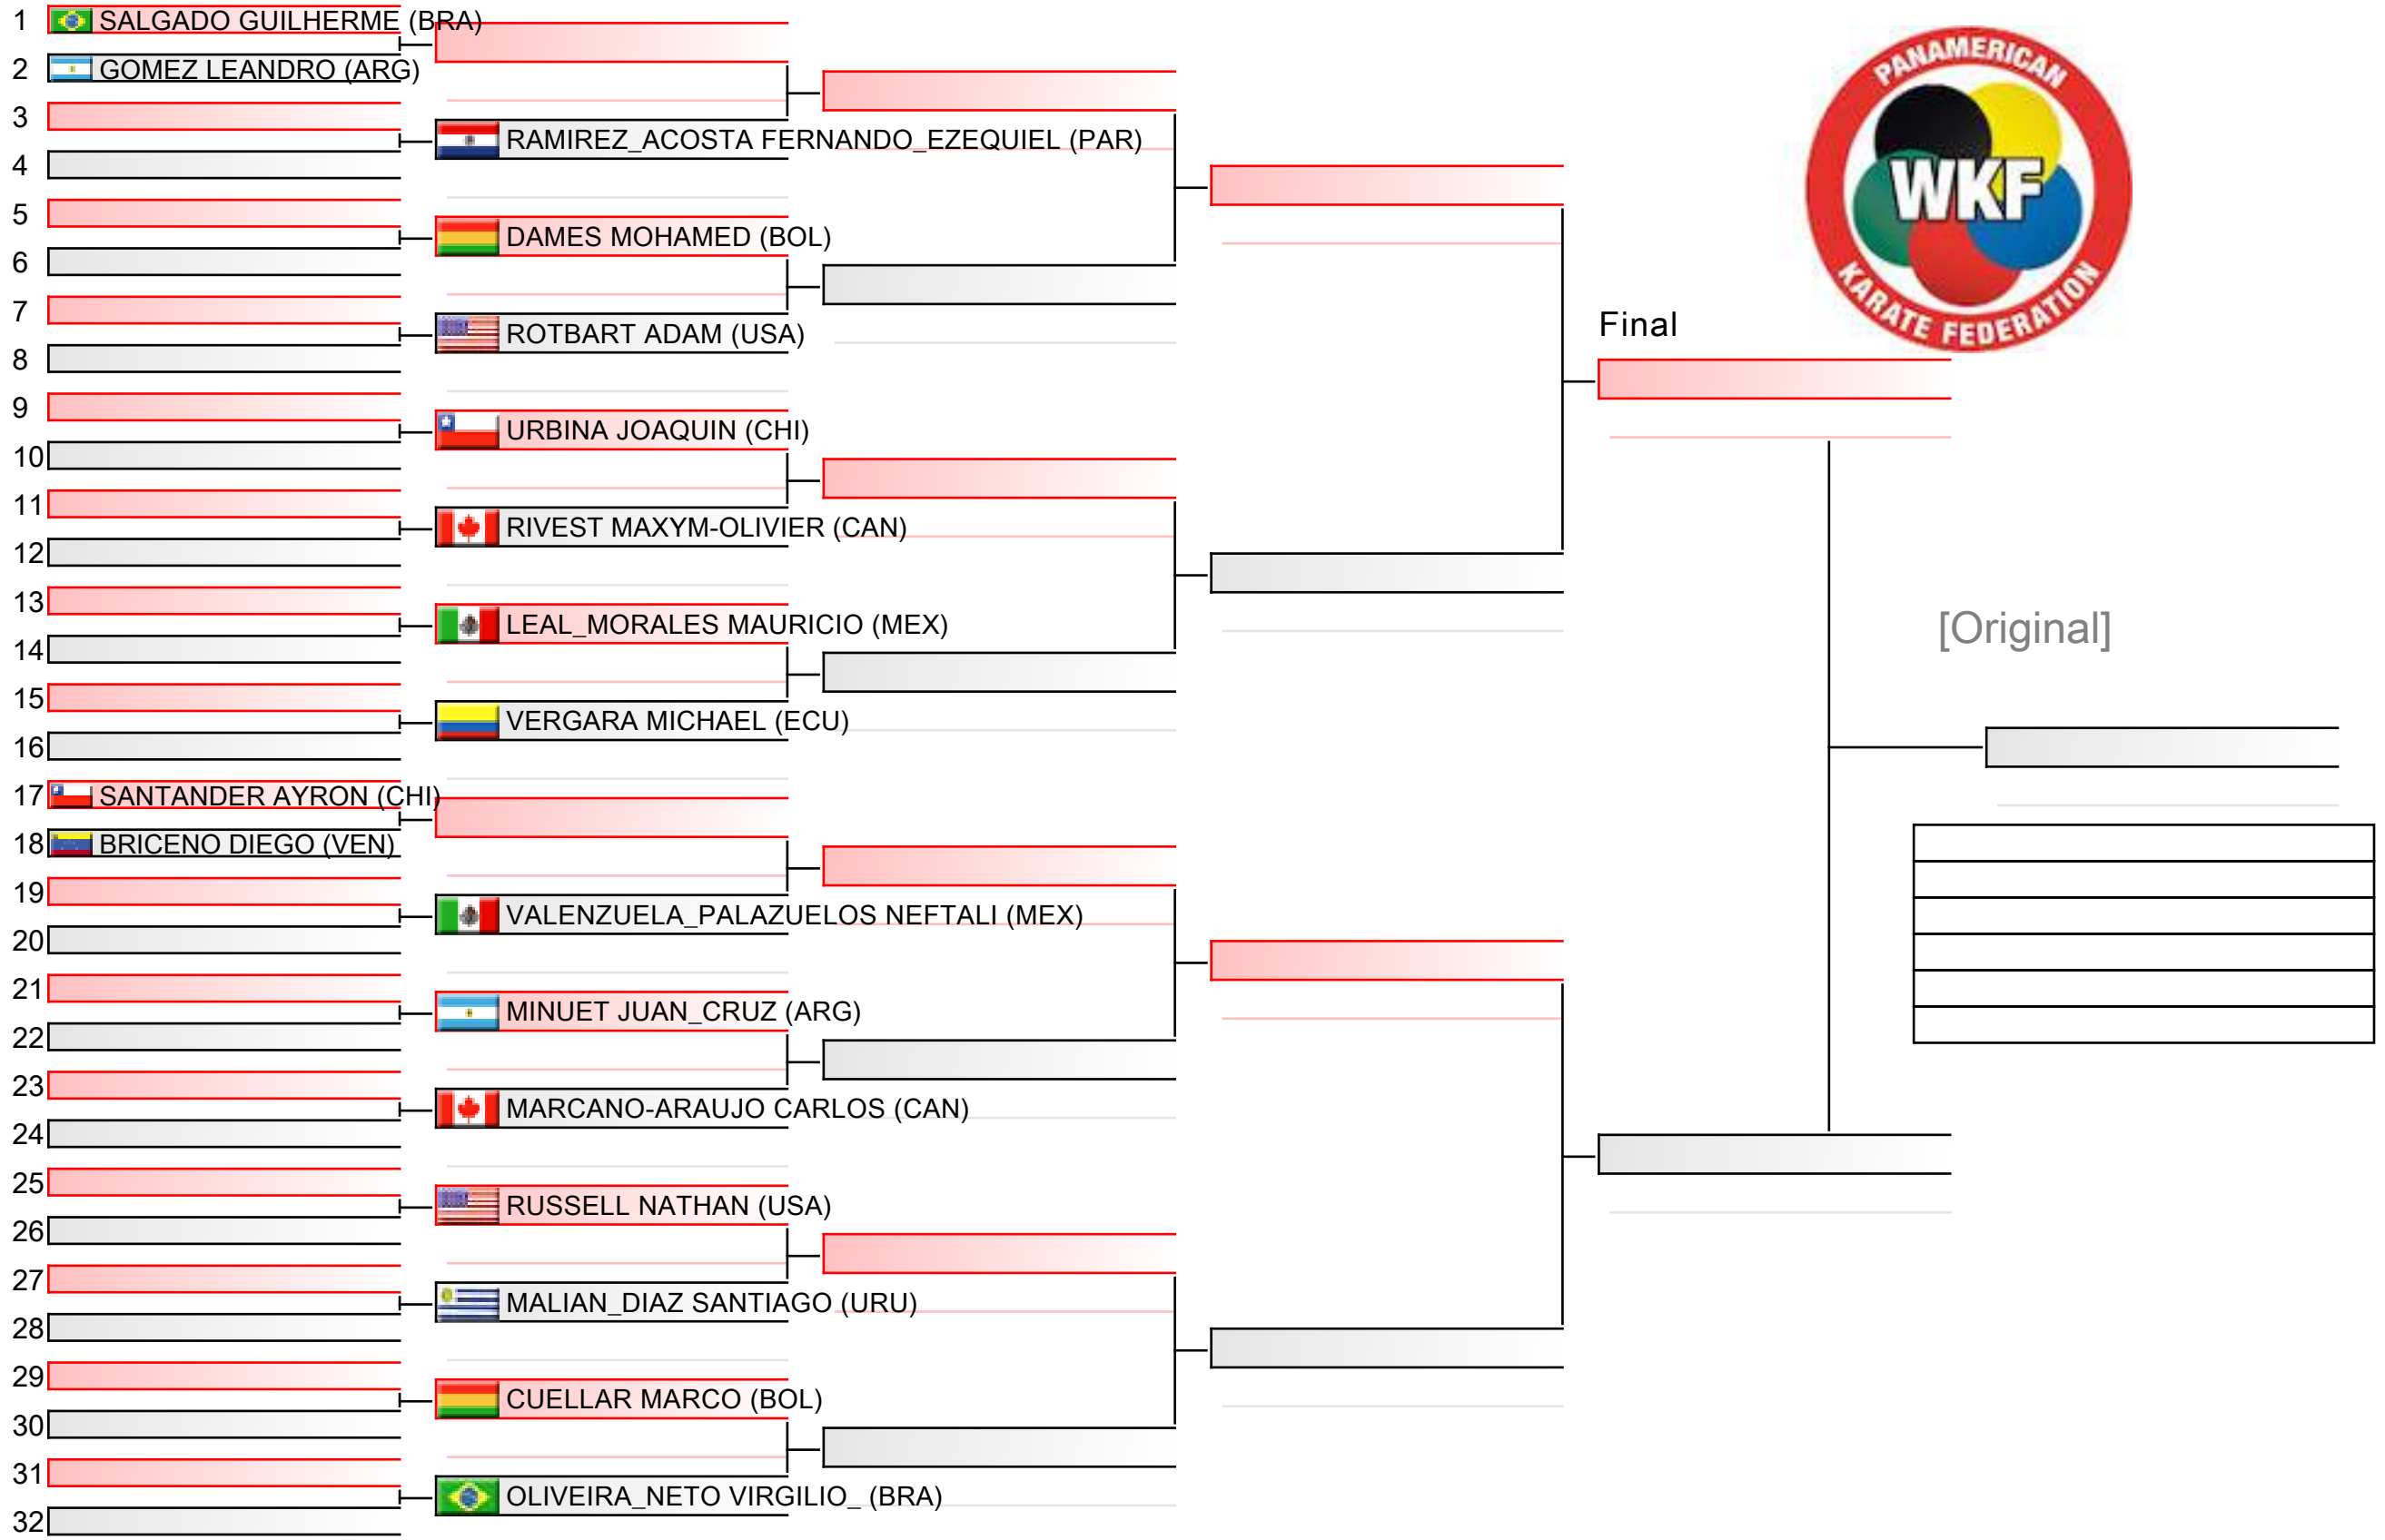 1 SALGADO GUILHERME (BRA)
2 GOMEZ LEANDRO (ARG)
3
RAMIREZ_ACOSTA FERNANDO_EZEQUIEL (PAR)
4
5
DAMES MOHAMED (BOL)
6
7
ROTBART ADAM (USA)
8
9
URBINA JOAQUIN (CHI)
10
11
RIVEST MAXYM-OLIVIER (CAN)
12
13
LEAL_MORALES MAURICIO (MEX)
14
15
VERGARA MICHAEL (ECU)
16
17 SANTANDER AYRON (CHI)
18 BRICENO DIEGO (VEN)
19
VALENZUELA_PALAZUELOS NEFTALI (MEX)
20
21
MINUET JUAN_CRUZ (ARG)
22
23
MARCANO-ARAUJO CARLOS (CAN)
24
25
RUSSELL NATHAN (USA)
26
27
MALIAN_DIAZ SANTIAGO (URU)
28
29
CUELLAR MARCO (BOL)
30
31
OLIVEIRA_NETO VIRGILIO_ (BRA)
32
Final
PANAMERICAN
WKF
KARATE FEDERATION
[Original]